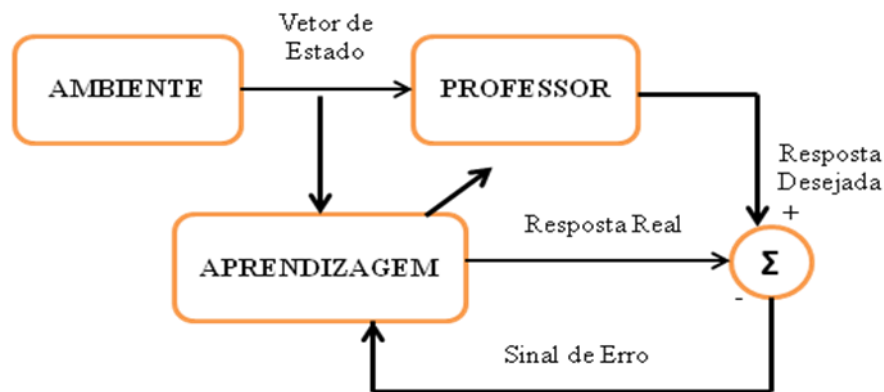 Vetor de
Estado
AMBIENTE
PROFESSOR
Resposta
Desejada
+
Resposta Real
Σ
APRENDIZAGEM
-
Sinal de Erro